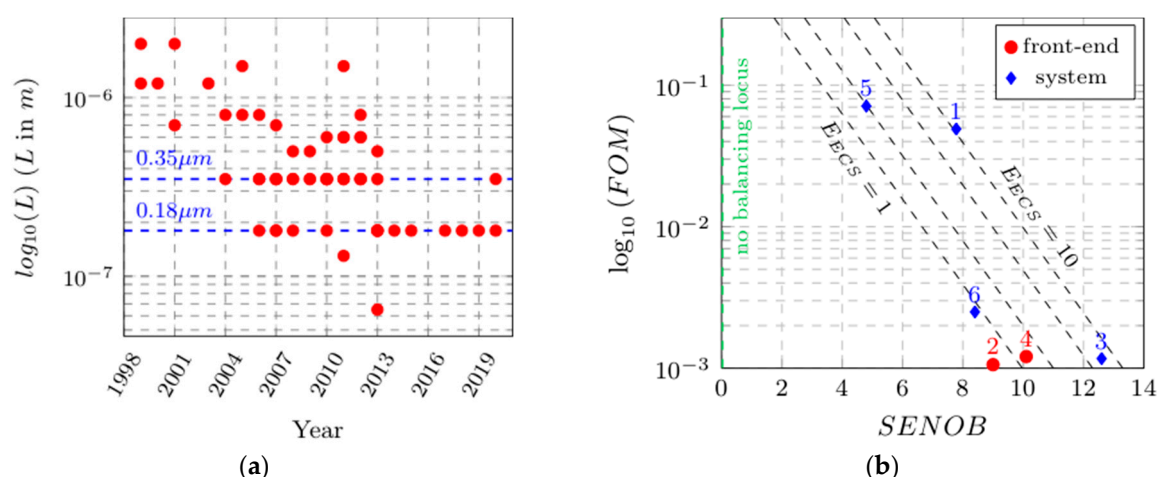 log₁₀(L) (L in m)
10⁻⁶
0.35μm
0.18μm
10⁻⁷
1998
2001
2004
2007
2010
2013
2016
2019
Year
(a)
log₁₀ (FOM)
10⁻¹
10⁻²
10⁻³
no balancing locus
front-end
system
5
1
E_EECS = 1
E_EECS = 10
6
2
4
3
0 2 4 6 8 10 12 14
SENOB
(b)